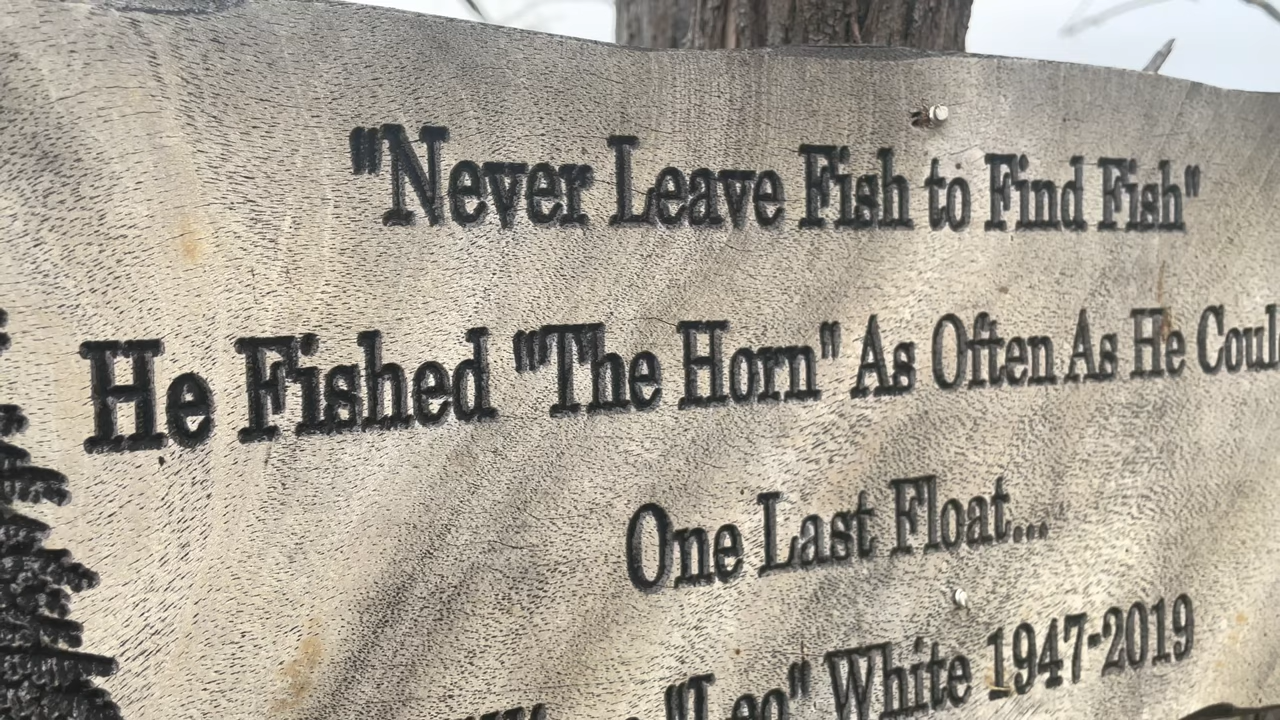 "Never Leave Fish to Find Fish"
He Fished "The Horn" As Often As He Coul
One Last Float...
"Leo" White 1947-2019